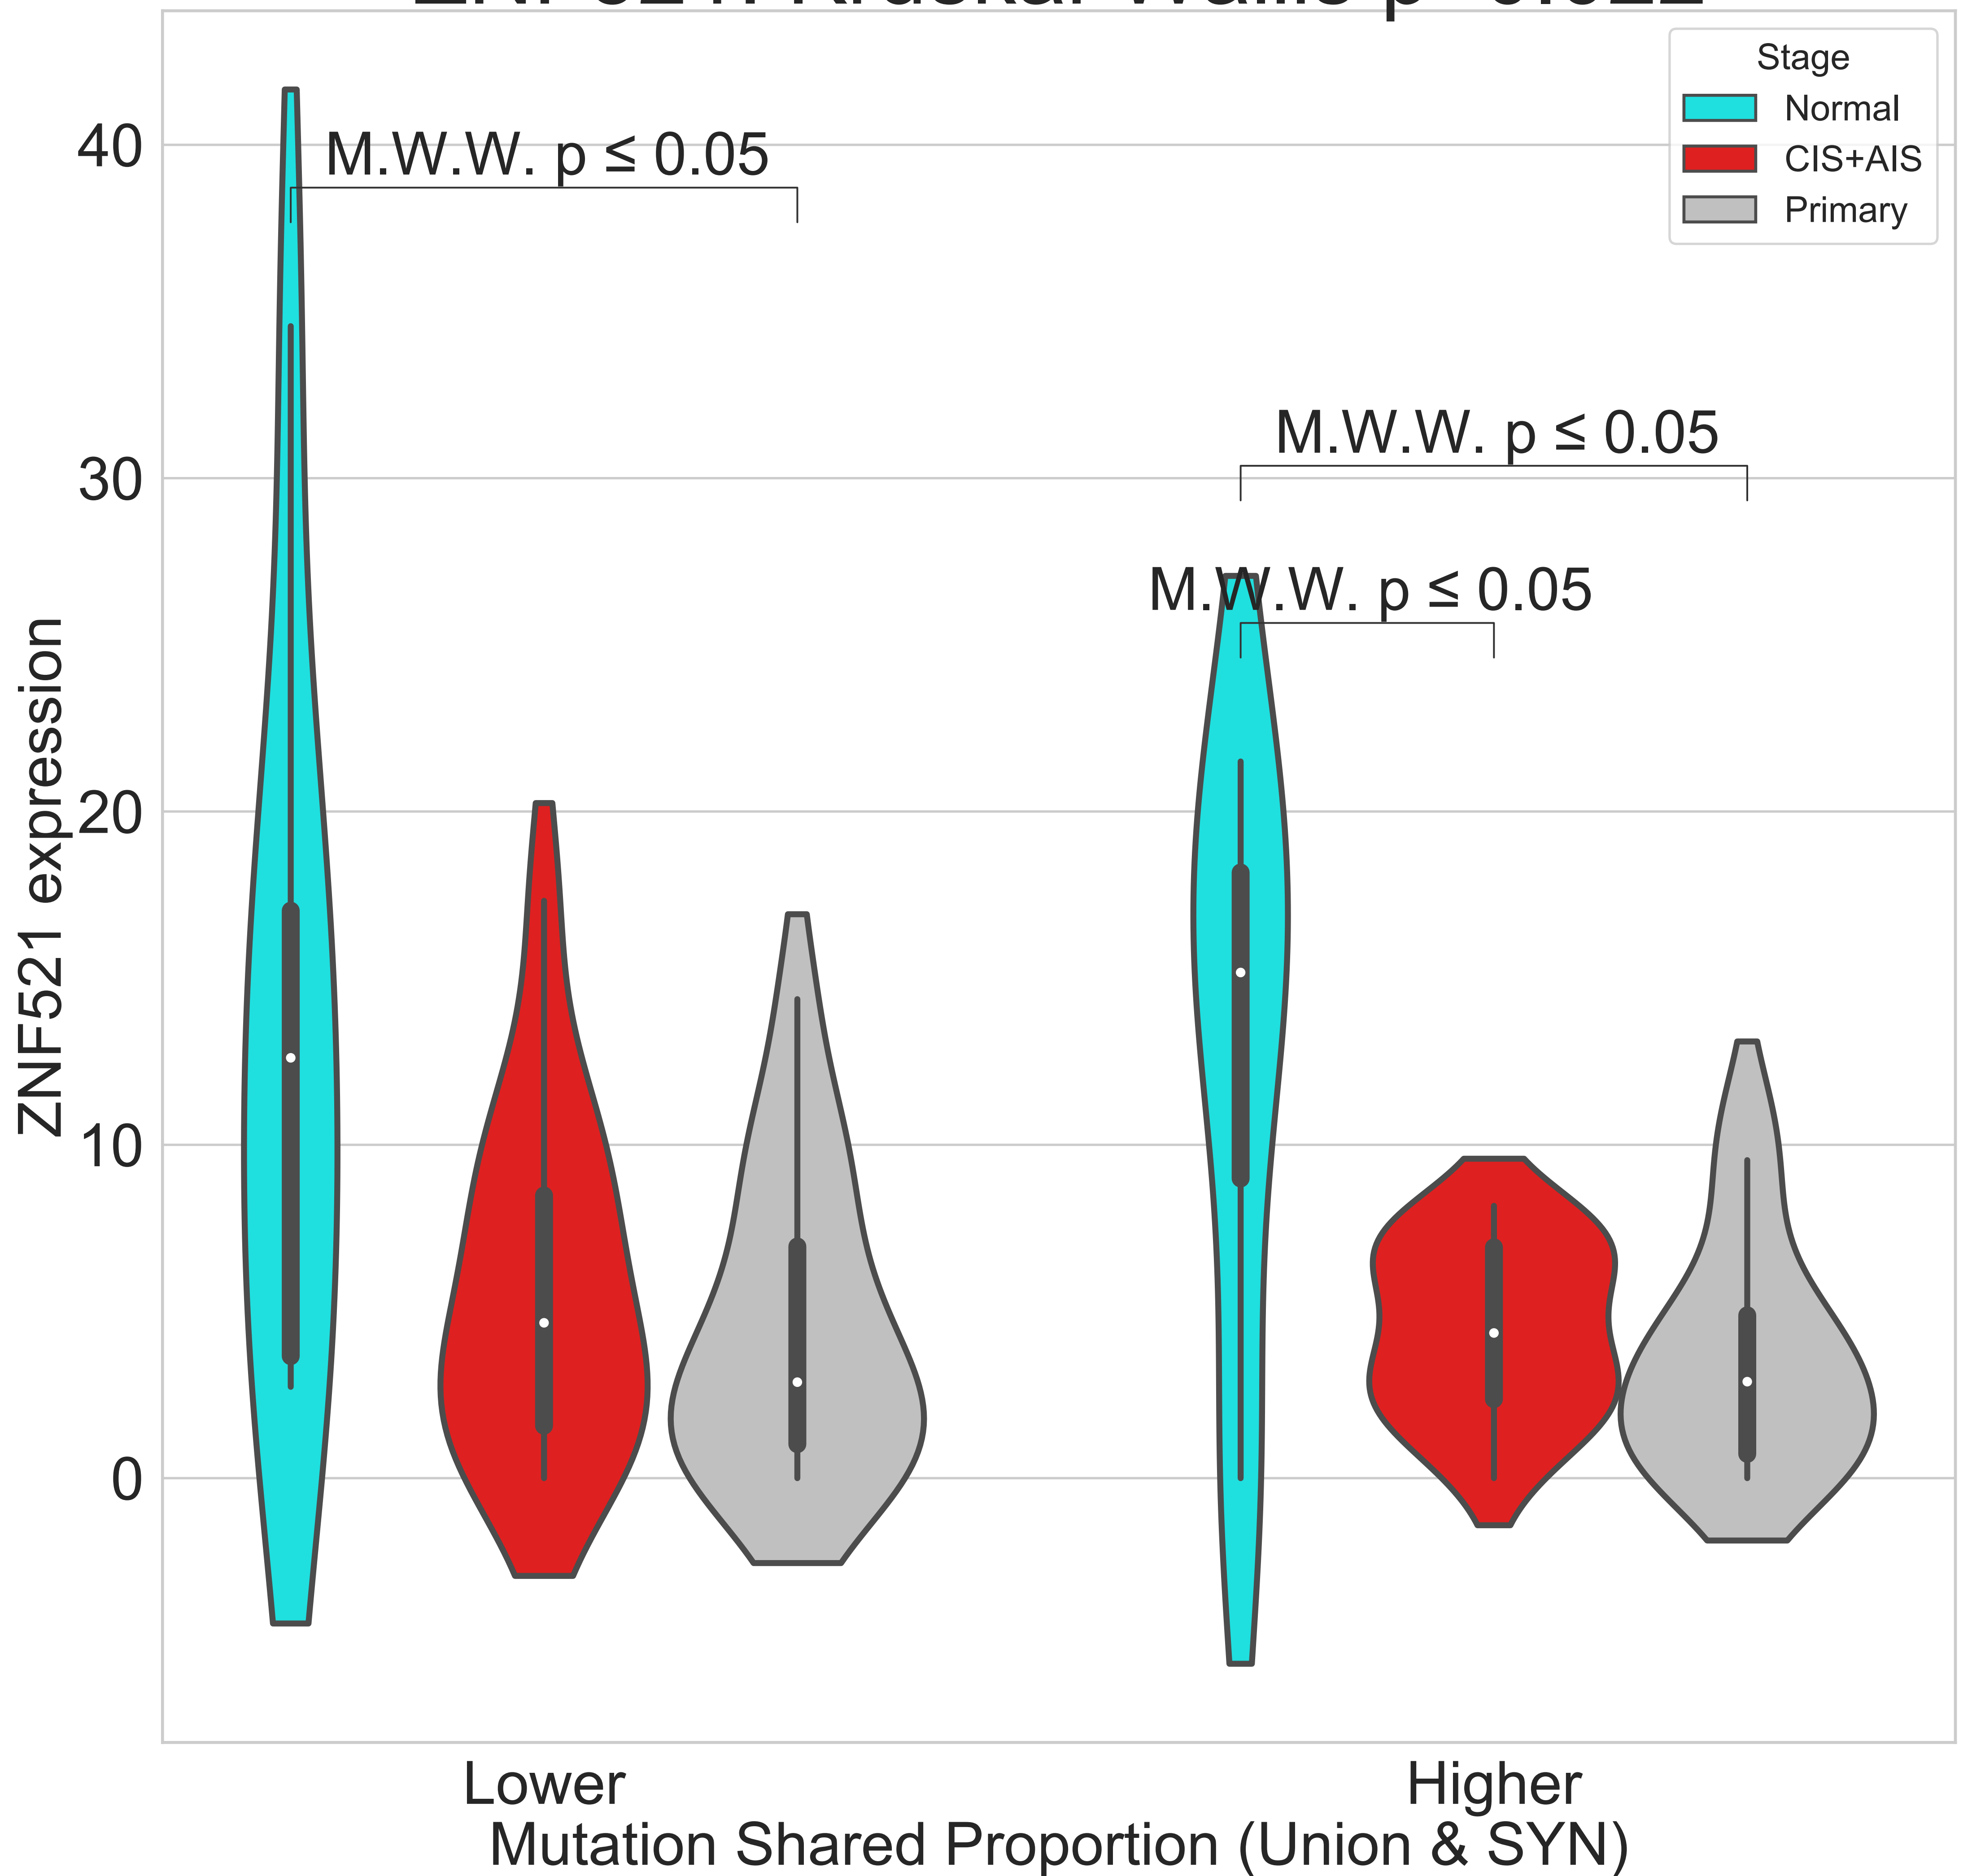 Stage
Normal
CIS+AIS
Primary
M.W.W. p ≤ 0.05
M.W.W. p ≤ 0.05
M.W.W. p ≤ 0.05
40
30
20
10
0
ZNF521 expression
Lower
Higher
Mutation Shared Proportion (Union & SYN)